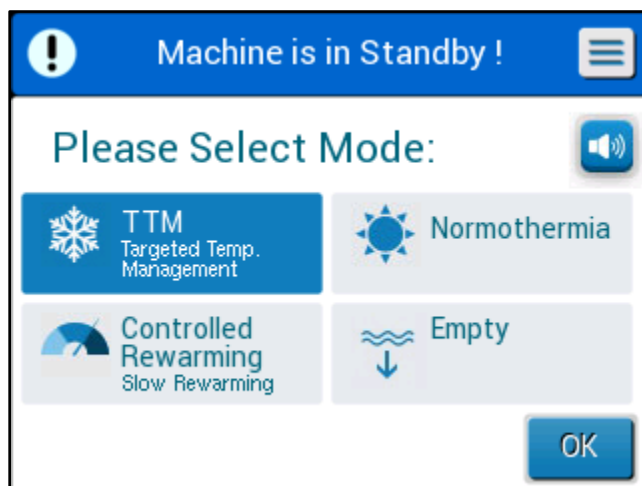 Machine is in Standby !
Please Select Mode:
TTM
Targeted Temp.
Management
Normothermia
Controlled
Rewarming
Slow Rewarming
Empty
OK